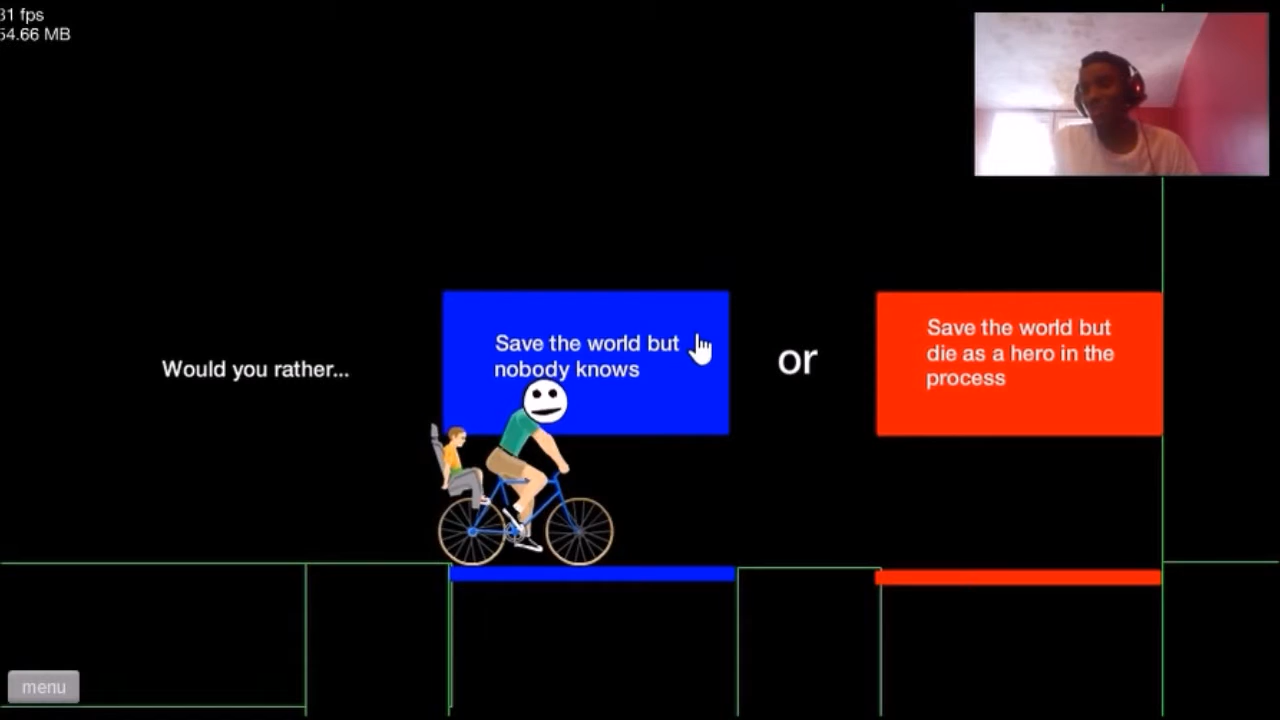 31 fps
54.66 MB
Would you rather...
Save the world but
nobody knows
or
Save the world but
die as a hero in the
process
menu